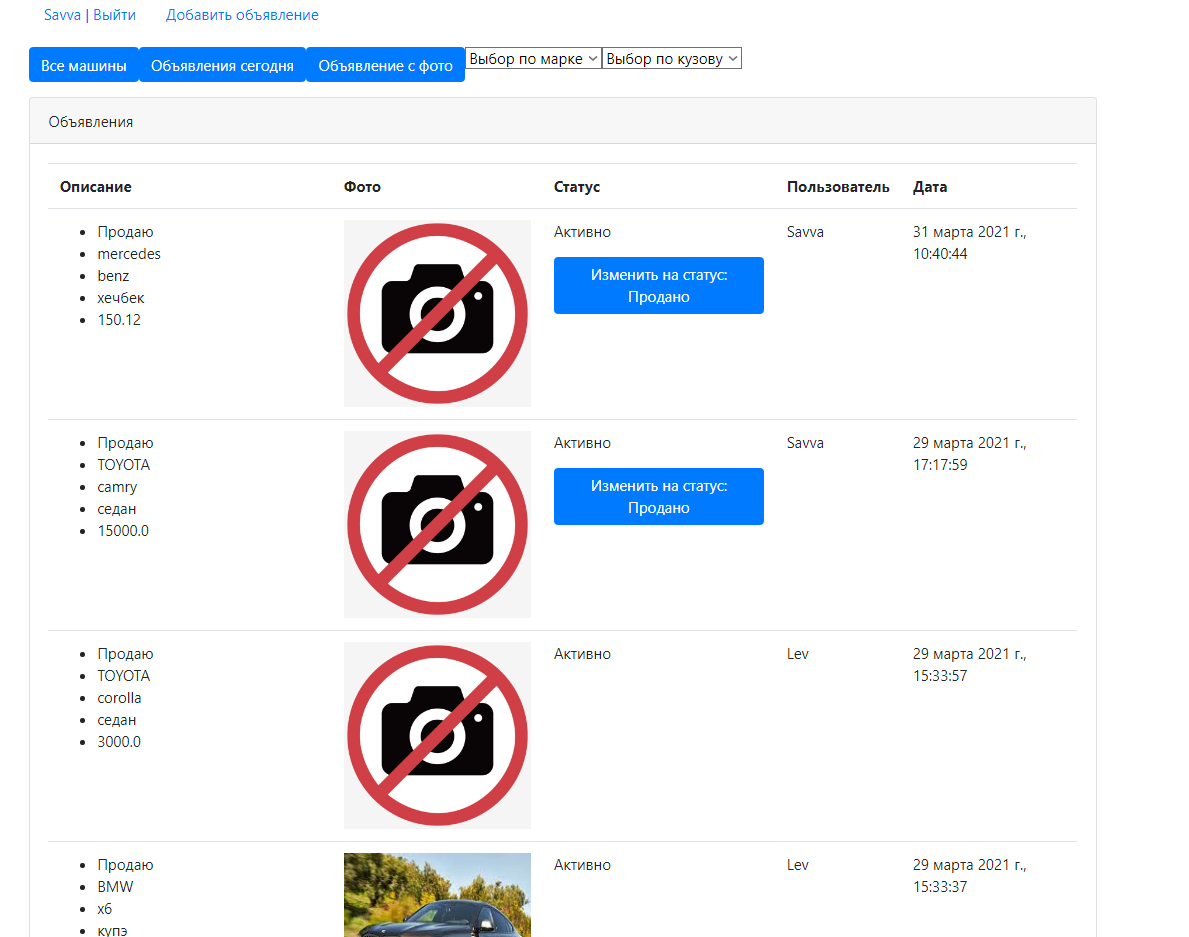 Savva | Выйти Добавить объявление
Все машины Объявления сегодня Объявление с фото Выбор по марке Выбор по кузову
Объявления
Описание Фото Статус Пользователь Дата
Продаю Активно Savva 31 марта 2021 г.,
mercedes 10:40:44
benz Изменить на статус:
хечбек Продано
150.12
Продаю Активно Savva 29 марта 2021 г.,
TOYOTA 17:17:59
camry Изменить на статус:
седан Продано
15000.0
Продаю Активно Lev 29 марта 2021 г.,
TOYOTA 15:33:57
corolla
седан
3000.0
Продаю Активно Lev 29 марта 2021 г.,
BMW 15:33:37
x6
купэ